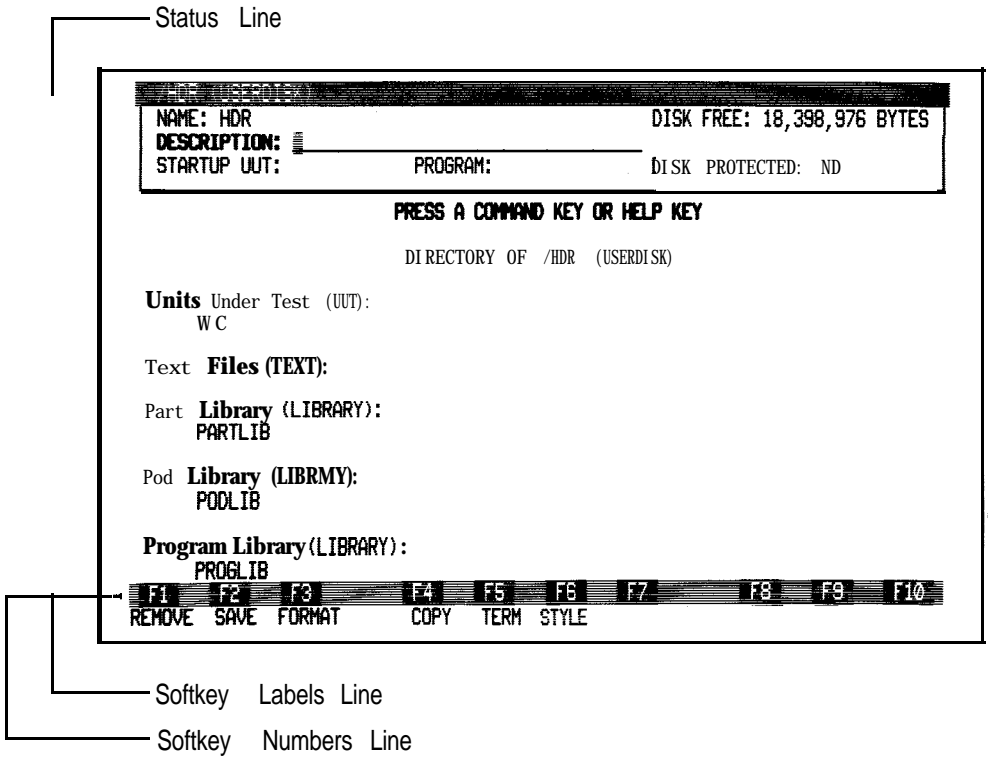 Status Line
/HDR (USERDISK)
NAME: HDR DISK FREE: 18,398,976 BYTES
DESCRIPTION:
STARTUP UUT: PROGRAM: DISK PROTECTED: ND
PRESS A COMMAND KEY OR HELP KEY
DIRECTORY OF /HDR (USERDISK)
Units Under Test (UUT):
W C
Text Files (TEXT):
Part Library (LIBRARY):
PARTLIB
Pod Library (LIBRMY):
PODLIB
Program Library (LIBRARY):
PROGLIB
F1 F2 F3 F4 F5 F6 F7 F8 F9 F10
REMOVE SAVE FORMAT COPY TERM STYLE
Softkey Labels Line
Softkey Numbers Line